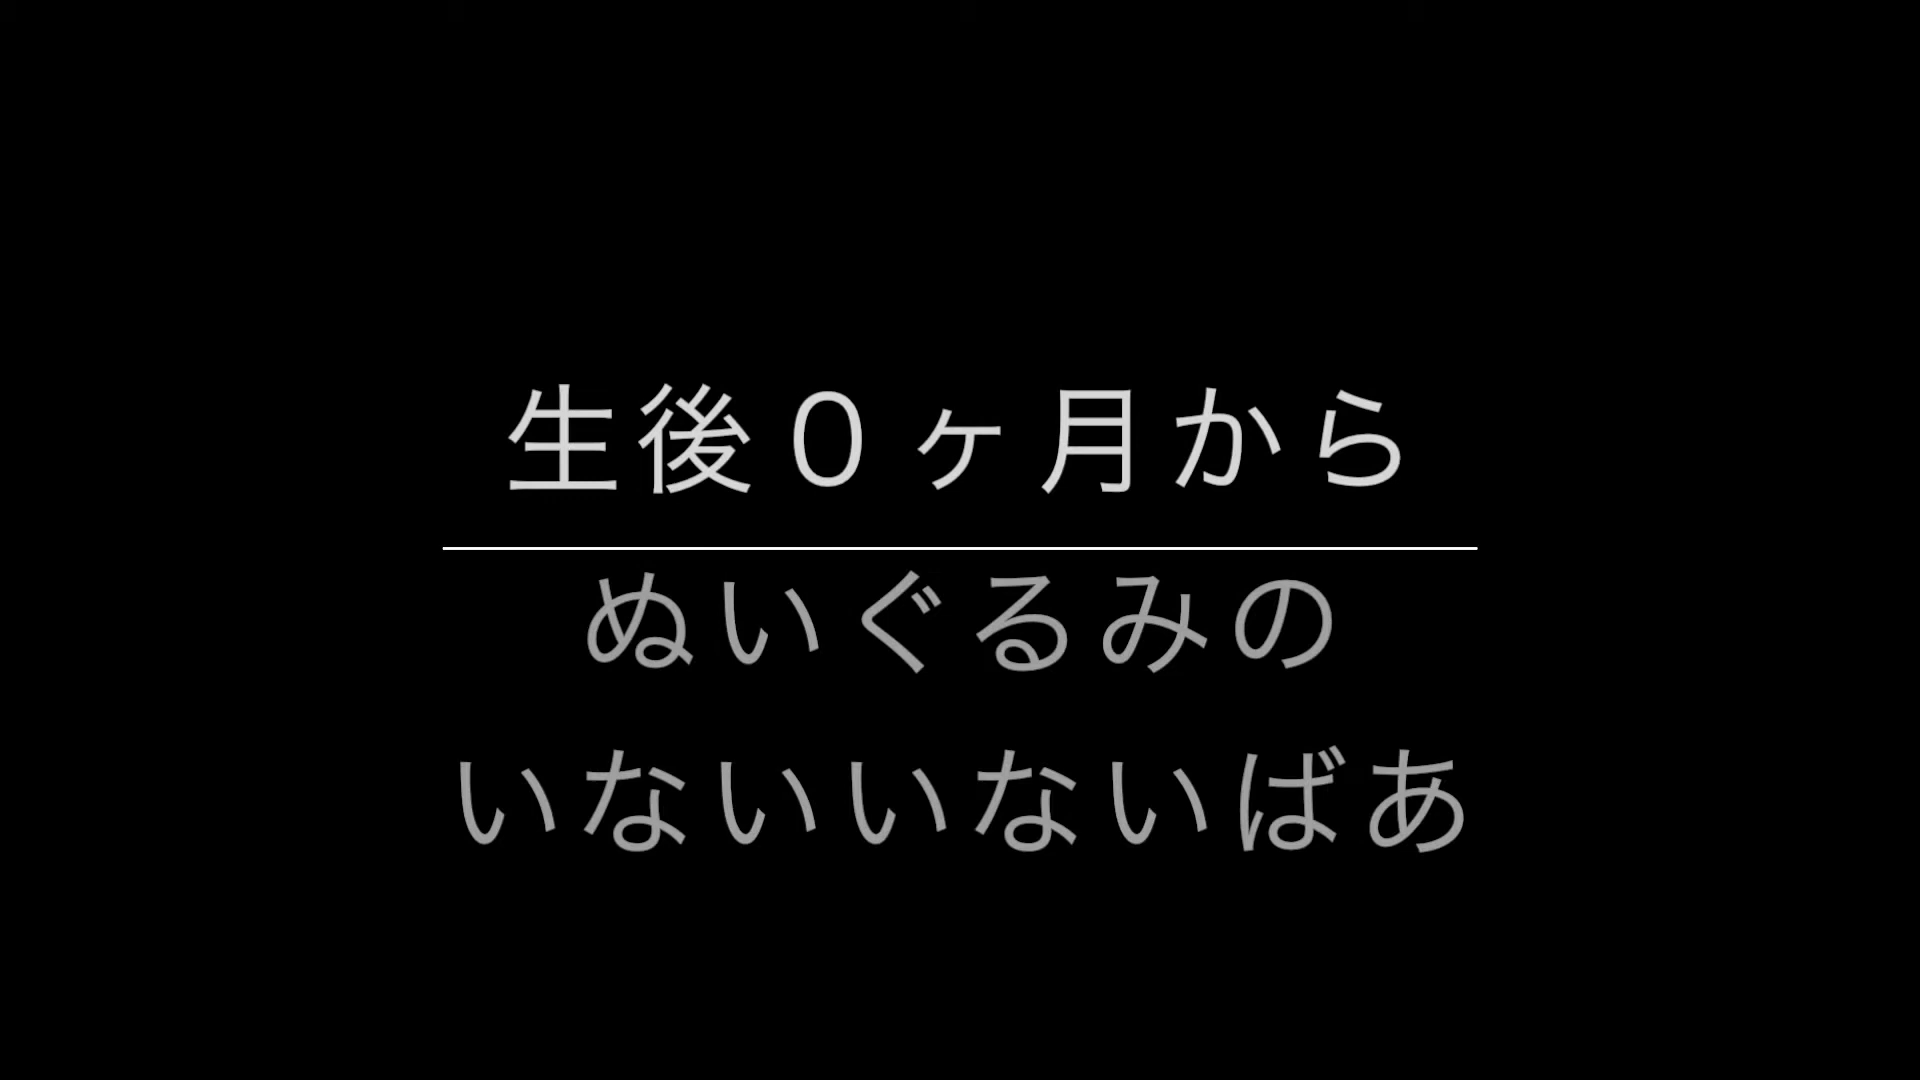 生後０ヶ月から
ぬいぐるみの
いないいないばあ